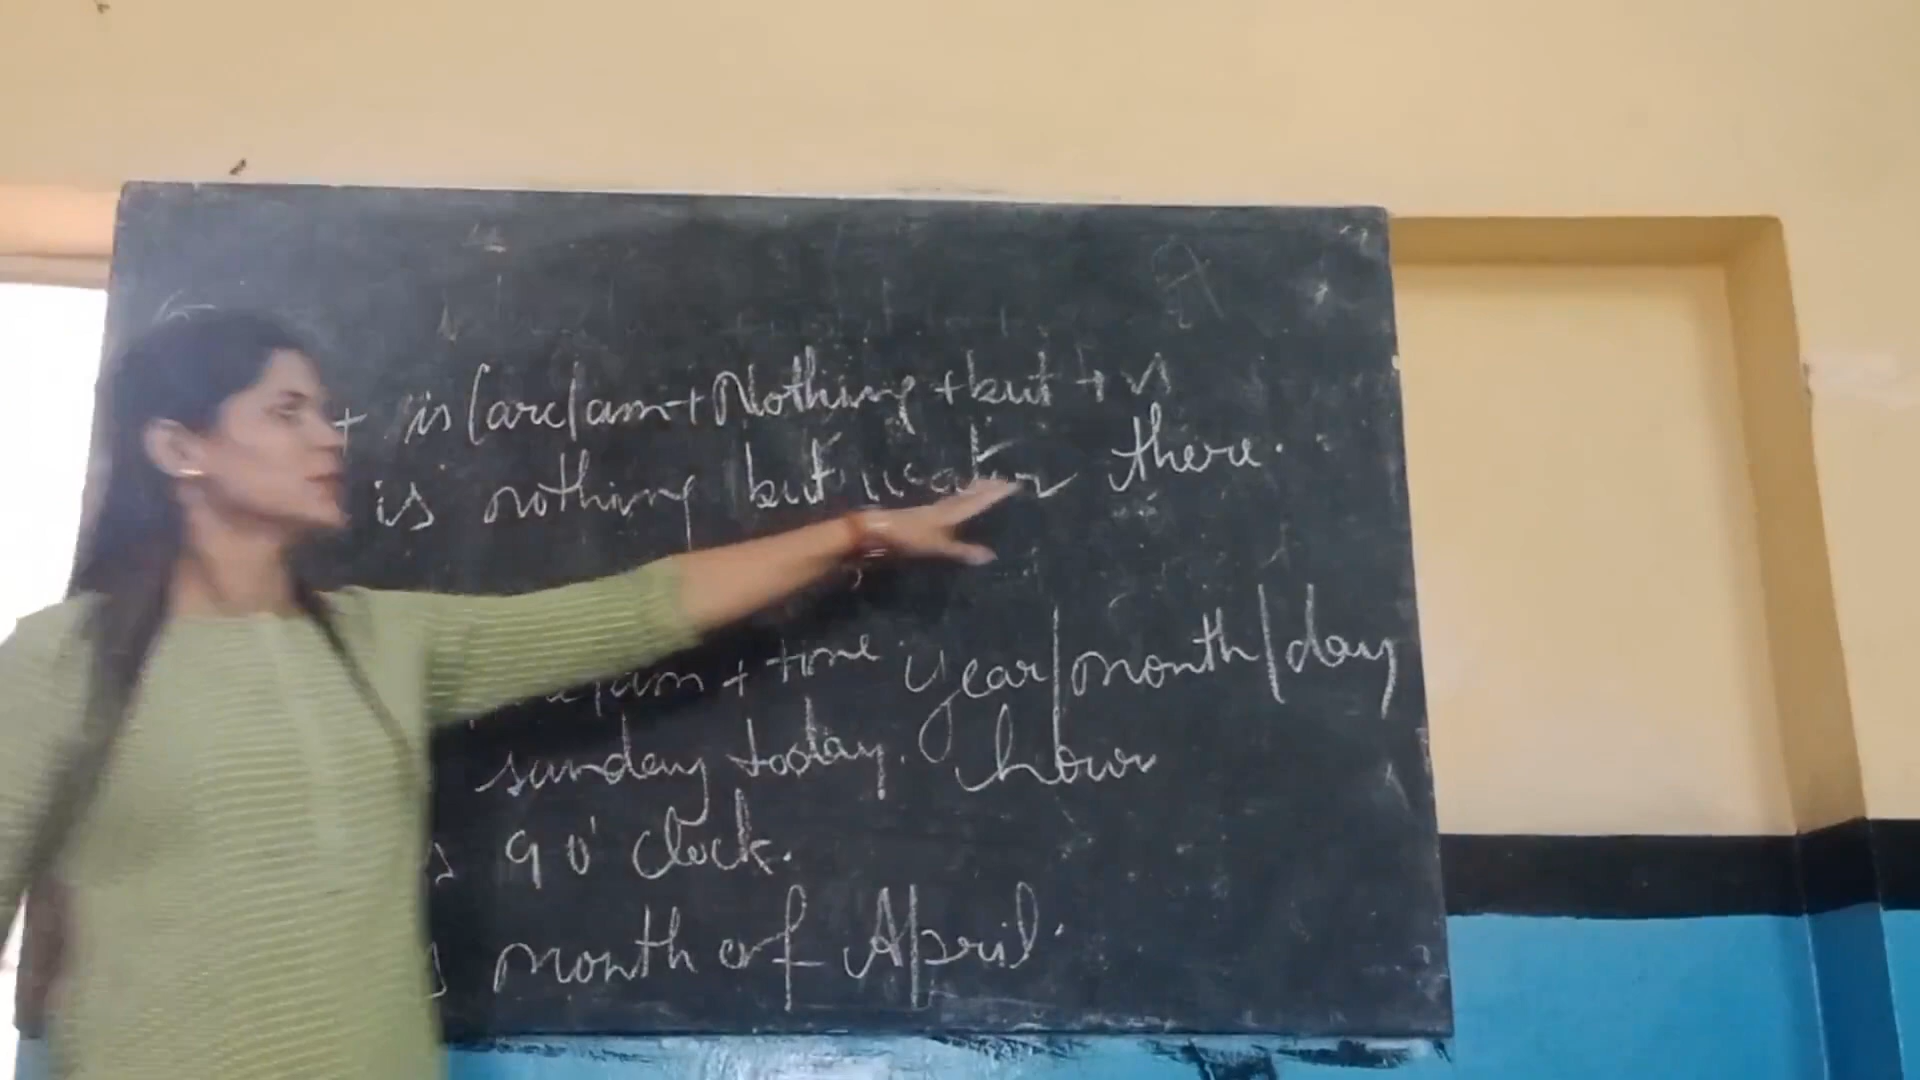 + is/are/am + Nothing + but + N
is nothing but water there.
/am + time year/month/day
sunday today. hour
s 9 o' clock.
s month of April.